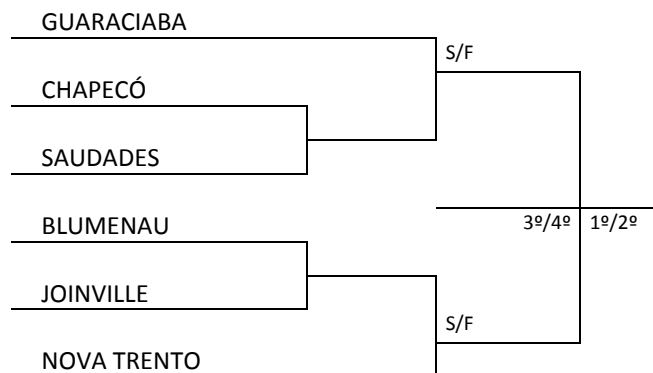 GUARACIABA
S/F
CHAPECÓ
SAUDADES
BLUMENAU
3º/4º 1º/2º
JOINVILLE
S/F
NOVA TRENTO